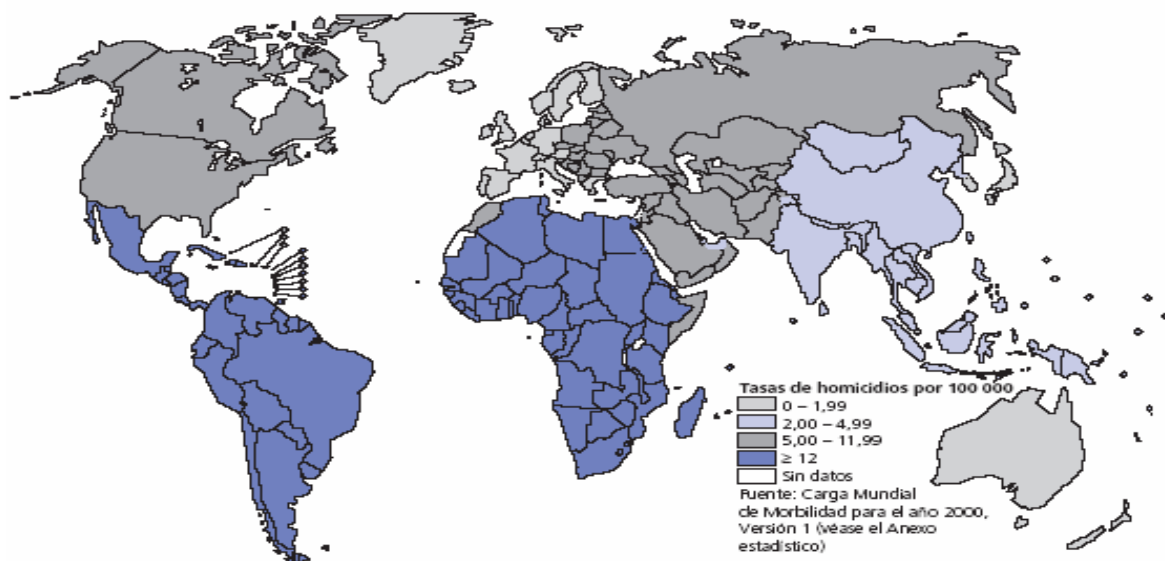 Tasas de homicidios por 100 000
0 – 1,99
2,00 – 4,99
5,00 – 11,99
≥ 12
Sin datos
Fuente: Carga Mundial
de Morbilidad para el año 2000,
Versión 1 (véase el Anexo
estadístico)